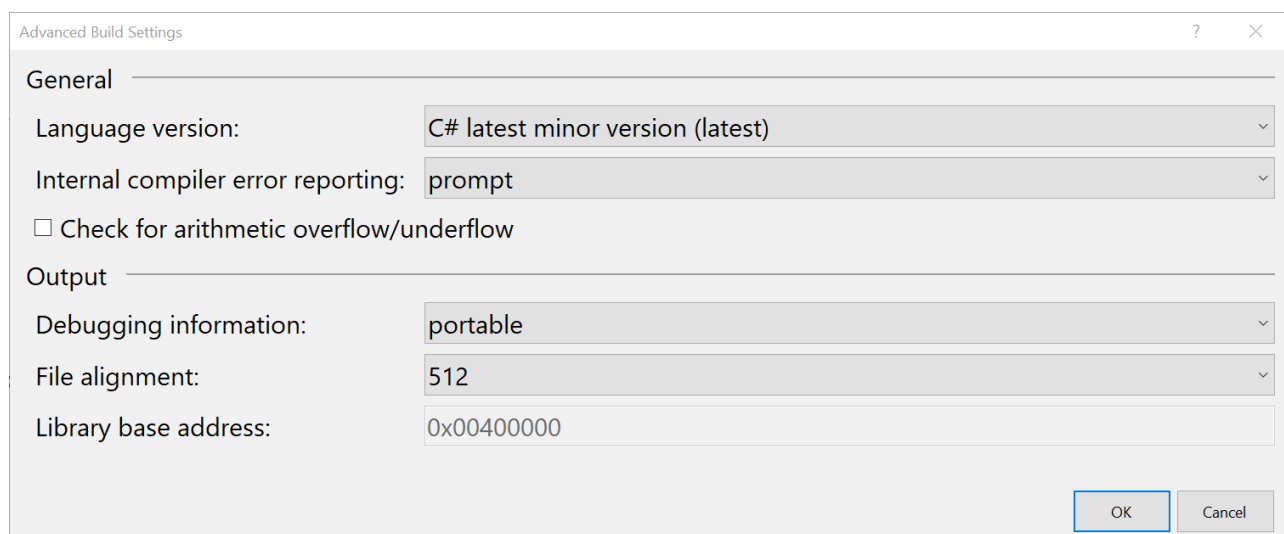 Advanced Build Settings
General
Language version: C# latest minor version (latest)
Internal compiler error reporting: prompt
Check for arithmetic overflow/underflow
Output
Debugging information: portable
File alignment: 512
Library base address: 0x00400000
OK Cancel